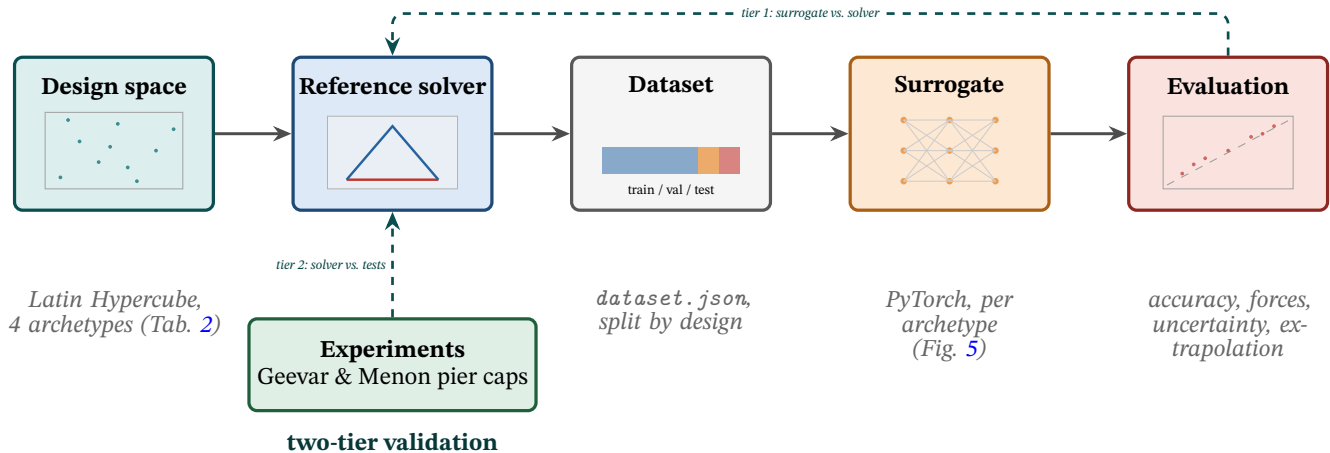 tier 1: surrogate vs. solver
Design space
Reference solver
Dataset
Surrogate
Evaluation
train / val / test
tier 2: solver vs. tests
Latin Hypercube,
4 archetypes (Tab. 2)
dataset.json,
split by design
PyTorch, per
archetype
(Fig. 5)
accuracy, forces,
uncertainty, ex-
trapolation
Experiments
Geevar & Menon pier caps
two-tier validation